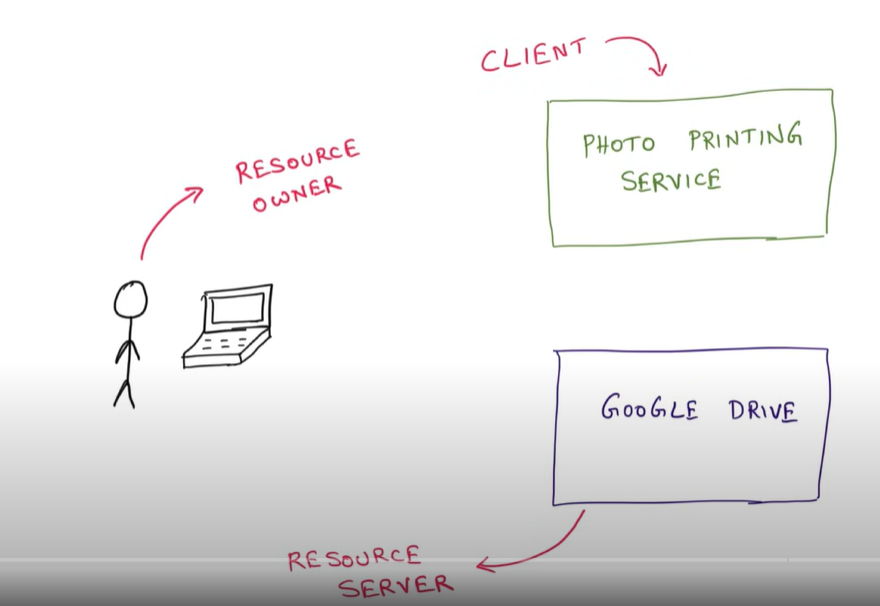 CLIENT
PHOTO PRINTING
SERVICE
RESOURCE
OWNER
GOOGLE DRIVE
RESOURCE
SERVER